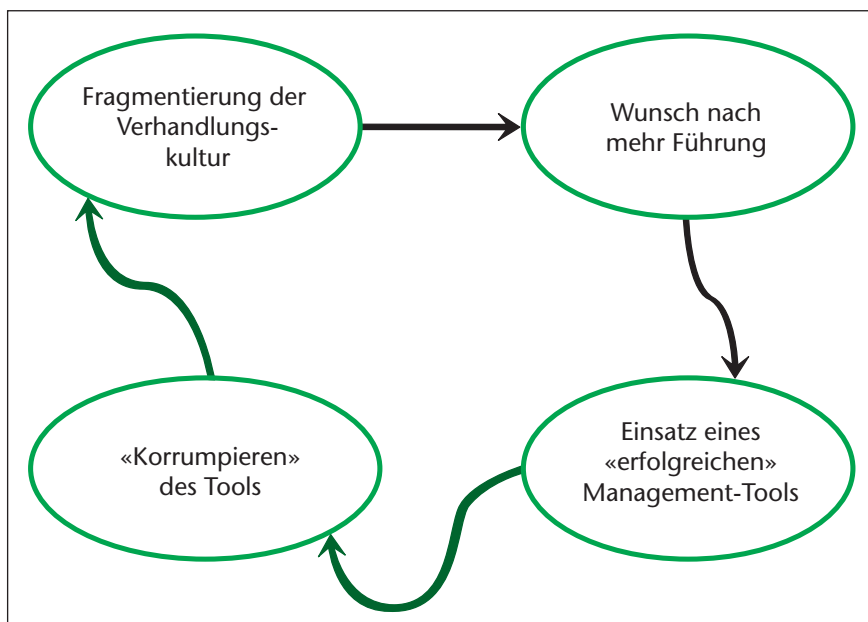 Fragmentierung der
Verhandlungs-
kultur
Wunsch nach
mehr Führung
«Korrumpieren»
des Tools
Einsatz eines
«erfolgreichen»
Management-Tools